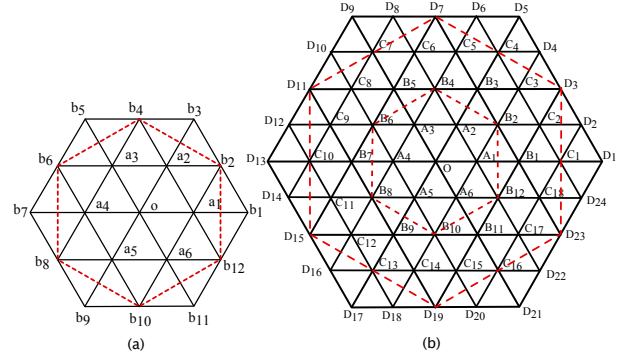 b5 b4 b3
b6 a3 a2 b2
b7 a4 o a1 b1
b8 a5 a6 b12
b9 b10 b11
(a)
D9 D8 D7 D6 D5
D10 C7 C6 C5 C4 D4
D11 C8 B5 B4 B3 C3 D3
D12 C9 B6 A3 A2 B2 C2 D2
D13 C10 B7 A4 O A1 B1 C1 D1
D14 C11 B8 A5 A6 B12 C18 D24
D15 C12 B9 B10 B11 C17 D23
D16 C13 C14 C15 C16 D22
D17 D18 D19 D20 D21
(b)